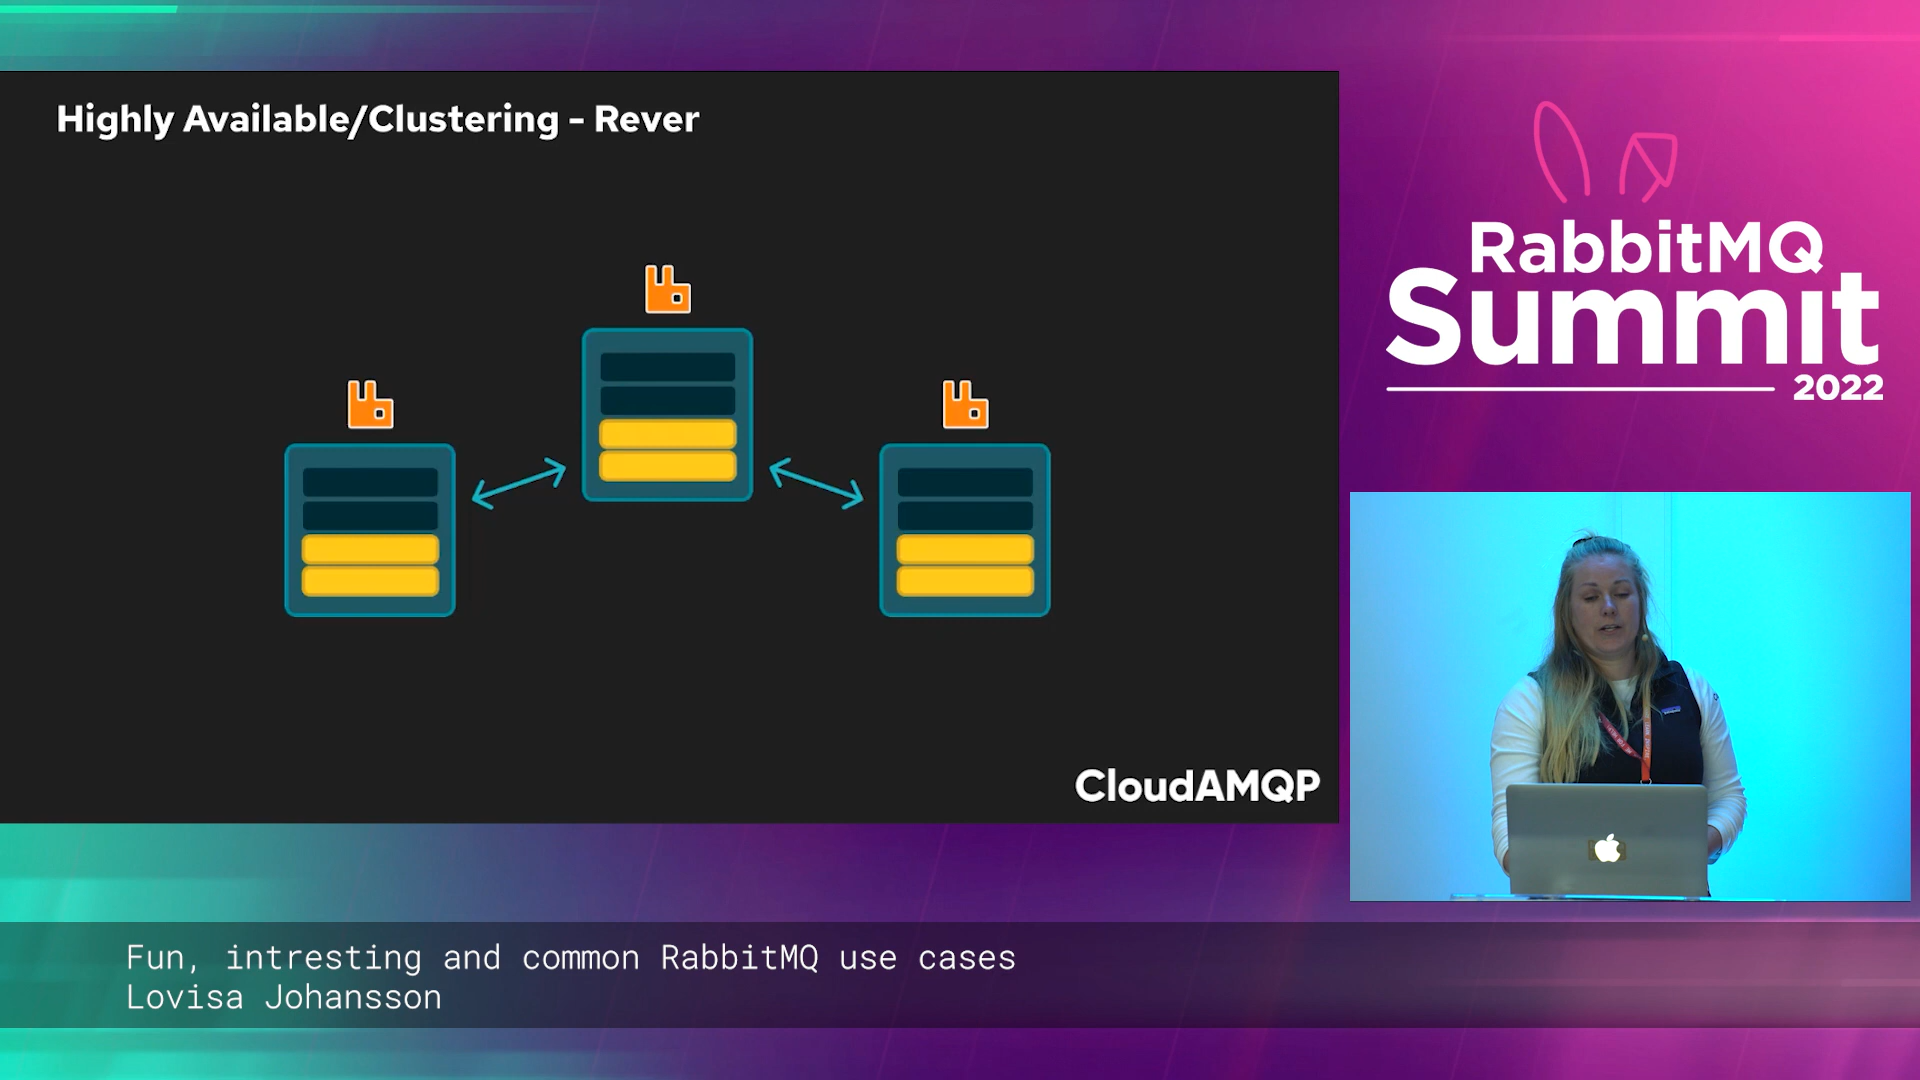 Highly Available/Clustering - Rever
CloudAMQP
RabbitMQ
Summit
2022
Fun, intresting and common RabbitMQ use cases
Lovisa Johansson